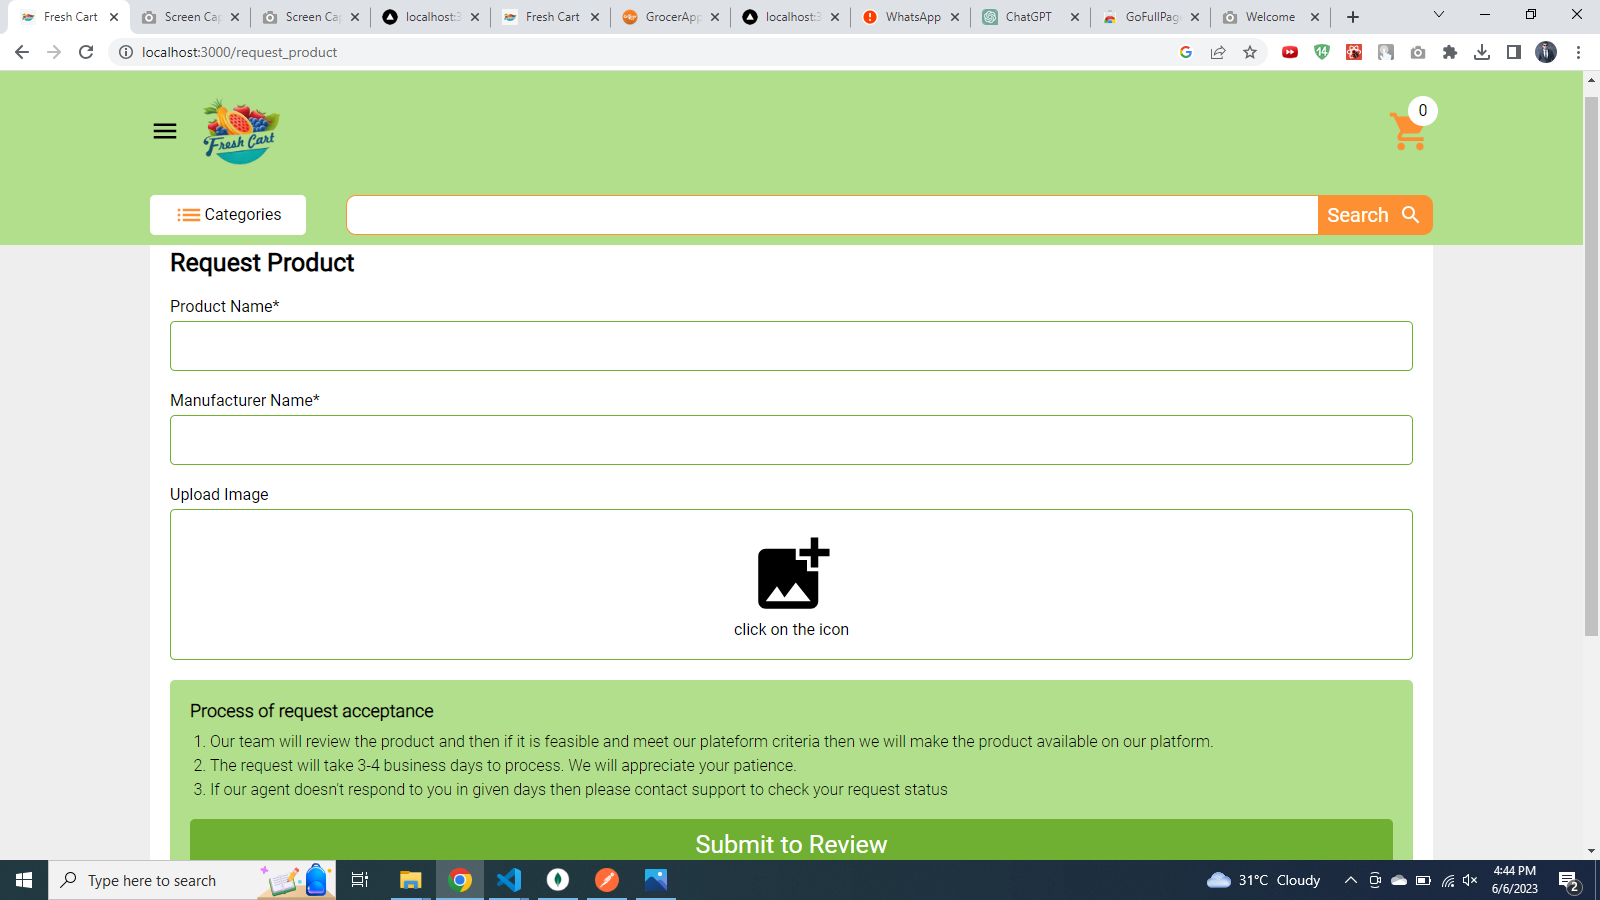 Fresh Cart
Screen Cap
Screen Cap
localhost:3
Fresh Cart
GrocerApp
localhost:3
WhatsApp
ChatGPT
GoFullPage
Welcome
localhost:3000/request_product
14
Fresh Cart
0
Categories
Search
Request Product
Product Name*
Manufacturer Name*
Upload Image
click on the icon
Process of request acceptance
1. Our team will review the product and then if it is feasible and meet our plateform criteria then we will make the product available on our platform.
2. The request will take 3-4 business days to process. We will appreciate your patience.
3. If our agent doesn't respond to you in given days then please contact support to check your request status
Submit to Review
Type here to search
31°C Cloudy
4:44 PM
6/6/2023
2